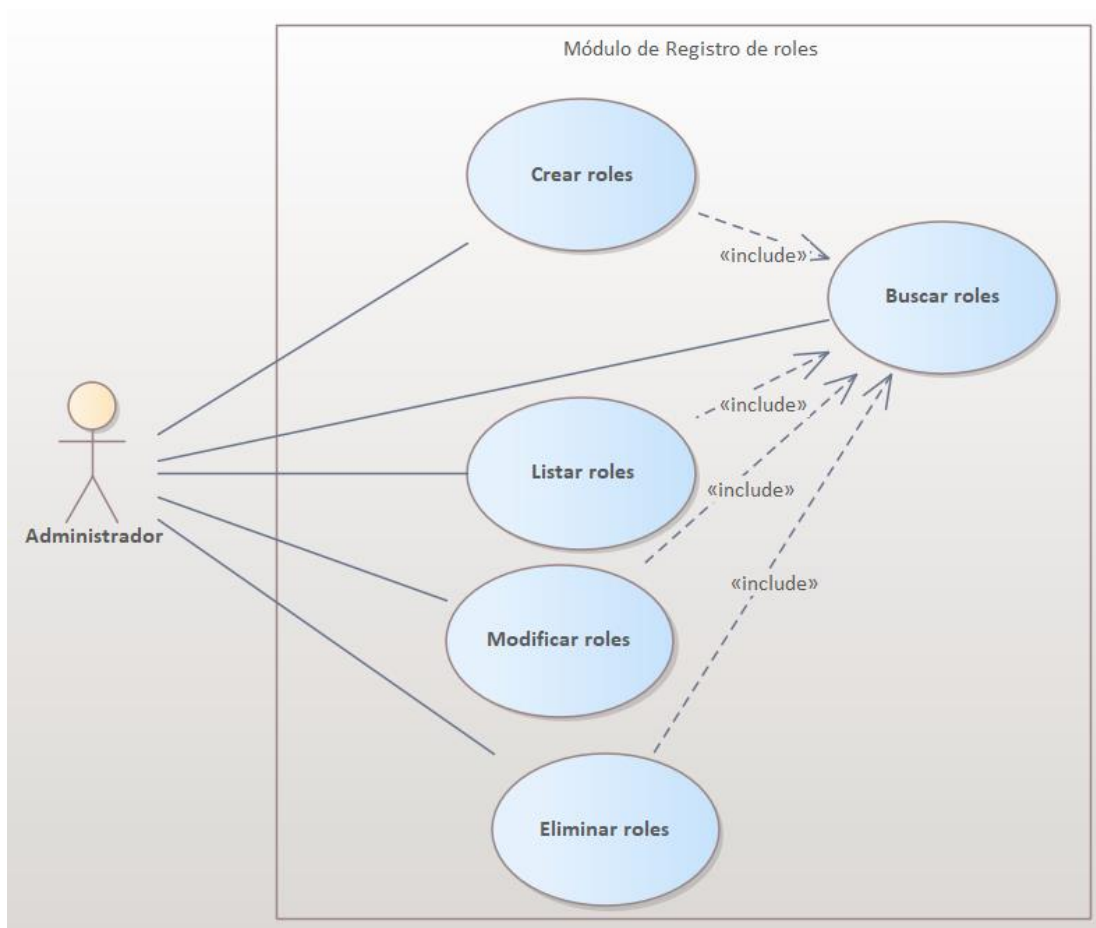 Módulo de Registro de roles
Crear roles
«include»
Buscar roles
«include»
Listar roles
«include»
Administrador
«include»
Modificar roles
Eliminar roles